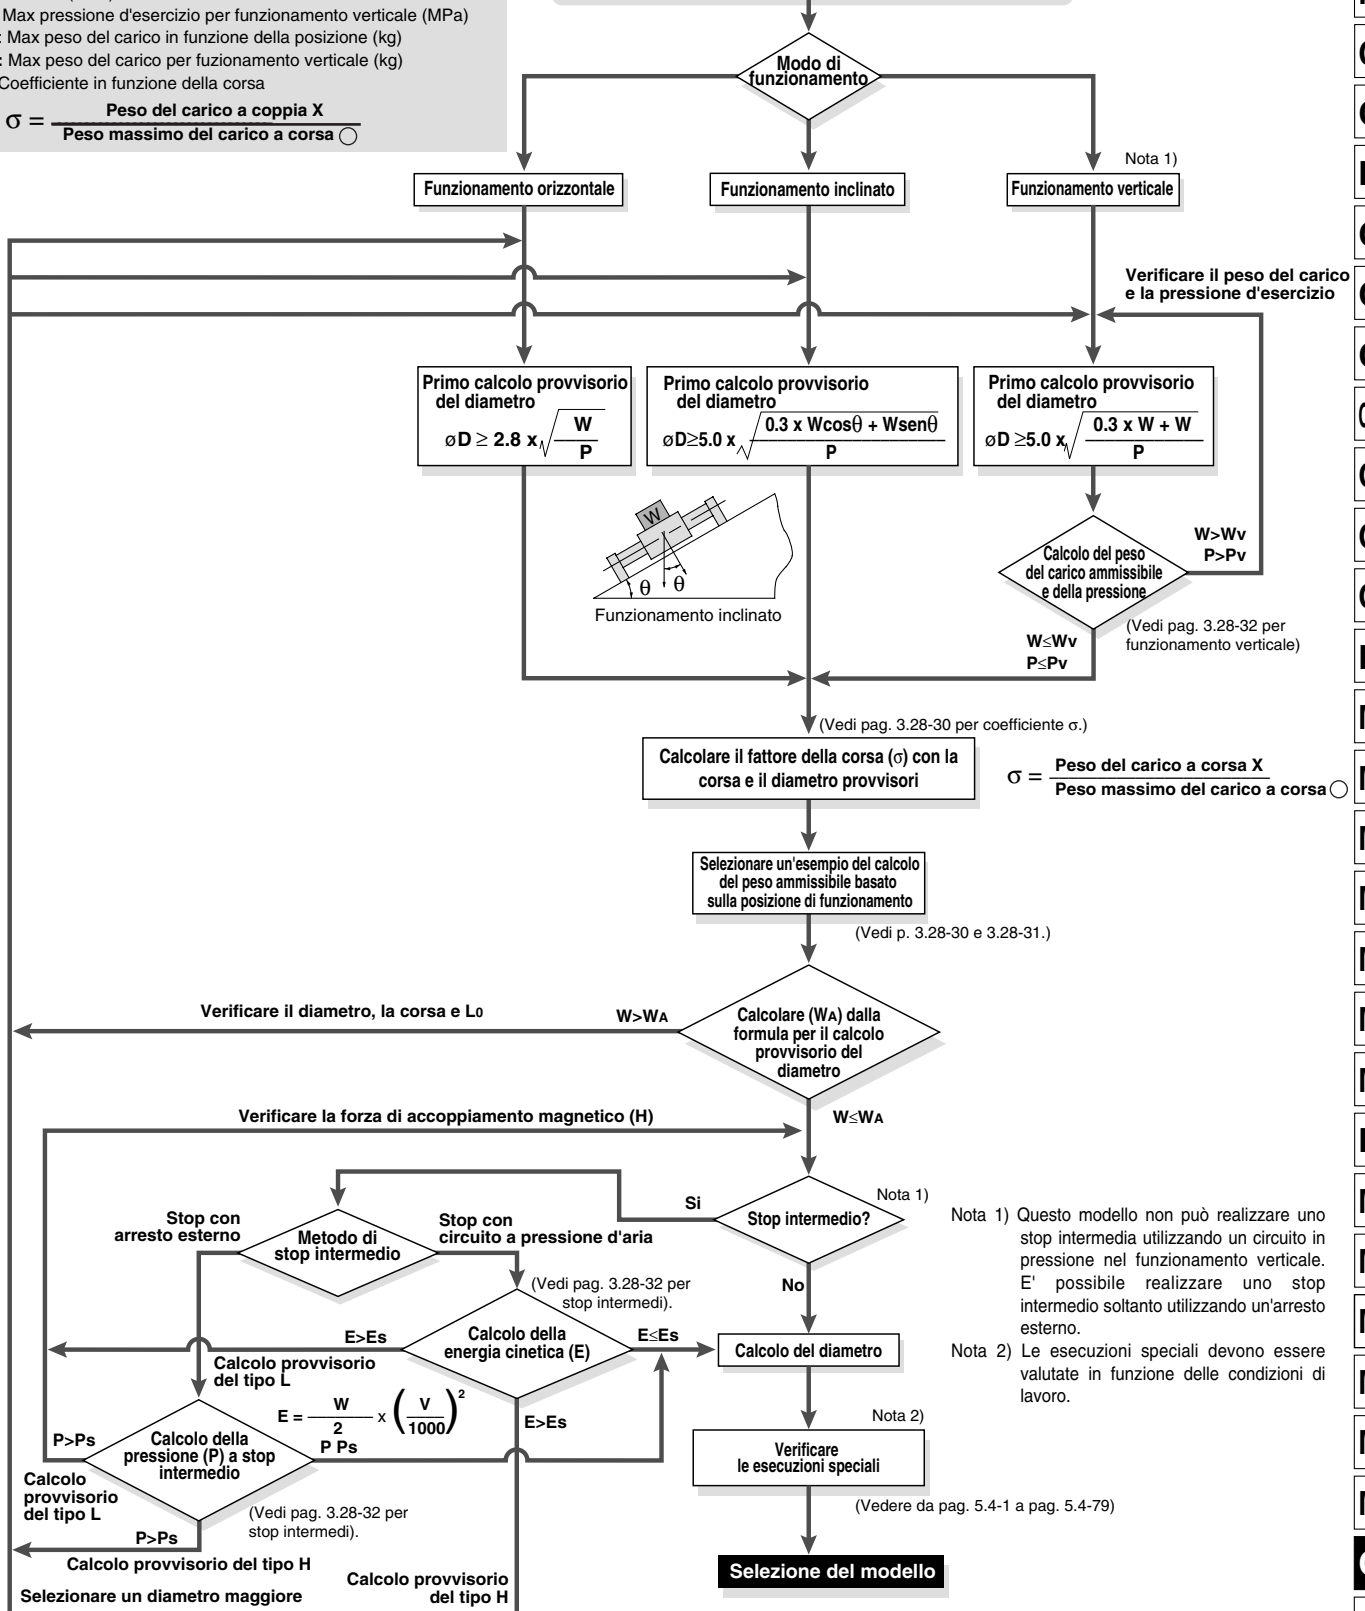 Max pressione d'esercizio per funzionamento verticale (MPa)
: Max peso del carico in funzione della posizione (kg)
: Max peso del carico per fuzionamento verticale (kg)
Coefficiente in funzione della corsa
σ = Peso del carico a coppia X
Peso massimo del carico a corsa ◯
Modo di
funzionamento
Nota 1)
Funzionamento orizzontale
Funzionamento inclinato
Funzionamento verticale
Verificare il peso del carico
e la pressione d'esercizio
Primo calcolo provvisorio
del diametro
øD ≥ 2.8 x √ W
P
Primo calcolo provvisorio
del diametro
øD≥5.0 x √ 0.3 x Wcosθ + Wsenθ
P
Primo calcolo provvisorio
del diametro
øD ≥5.0 x √ 0.3 x W + W
P
W
θ
θ
Funzionamento inclinato
Calcolo del peso
del carico ammissibile
e della pressione
W>Wv
P>Pv
(Vedi pag. 3.28-32 per
funzionamento verticale)
W≤Wv
P≤Pv
(Vedi pag. 3.28-30 per coefficiente σ.)
Calcolare il fattore della corsa (σ) con la
corsa e il diametro provvisori
σ = Peso del carico a corsa X
Peso massimo del carico a corsa ◯
Selezionare un'esempio del calcolo
del peso ammissibile basato
sulla posizione di funzionamento
(Vedi p. 3.28-30 e 3.28-31.)
Verificare il diametro, la corsa e L0
W>WA
Calcolare (WA) dalla
formula per il calcolo
provvisorio del
diametro
Verificare la forza di accoppiamento magnetico (H)
W≤WA
Si
Nota 1)
Stop intermedio?
Stop con
arresto esterno
Metodo di
stop intermedio
Stop con
circuito a pressione d'aria
No
(Vedi pag. 3.28-32 per
stop intermedi).
E>Es
Calcolo della
energia cinetica (E)
E≤Es
Calcolo del diametro
Calcolo provvisorio
del tipo L
E = W
2
x ( V
1000 ) 2
E>Es
P>Ps
Calcolo della
pressione (P) a stop
intermedio
P Ps
Calcolo
provvisorio
del tipo L
(Vedi pag. 3.28-32 per
stop intermedi).
P>Ps
Calcolo provvisorio del tipo H
Selezionare un diametro maggiore
Calcolo provvisorio
del tipo H
Nota 2)
Verificare
le esecuzioni speciali
(Vedere da pag. 5.4-1 a pag. 5.4-79)
Selezione del modello
Nota 1) Questo modello non può realizzare uno
stop intermedia utilizzando un circuito in
pressione nel funzionamento verticale.
E' possibile realizzare uno stop
intermedio soltanto utilizzando un'arresto
esterno.
Nota 2) Le esecuzioni speciali devono essere
valutate in funzione delle condizioni di
lavoro.